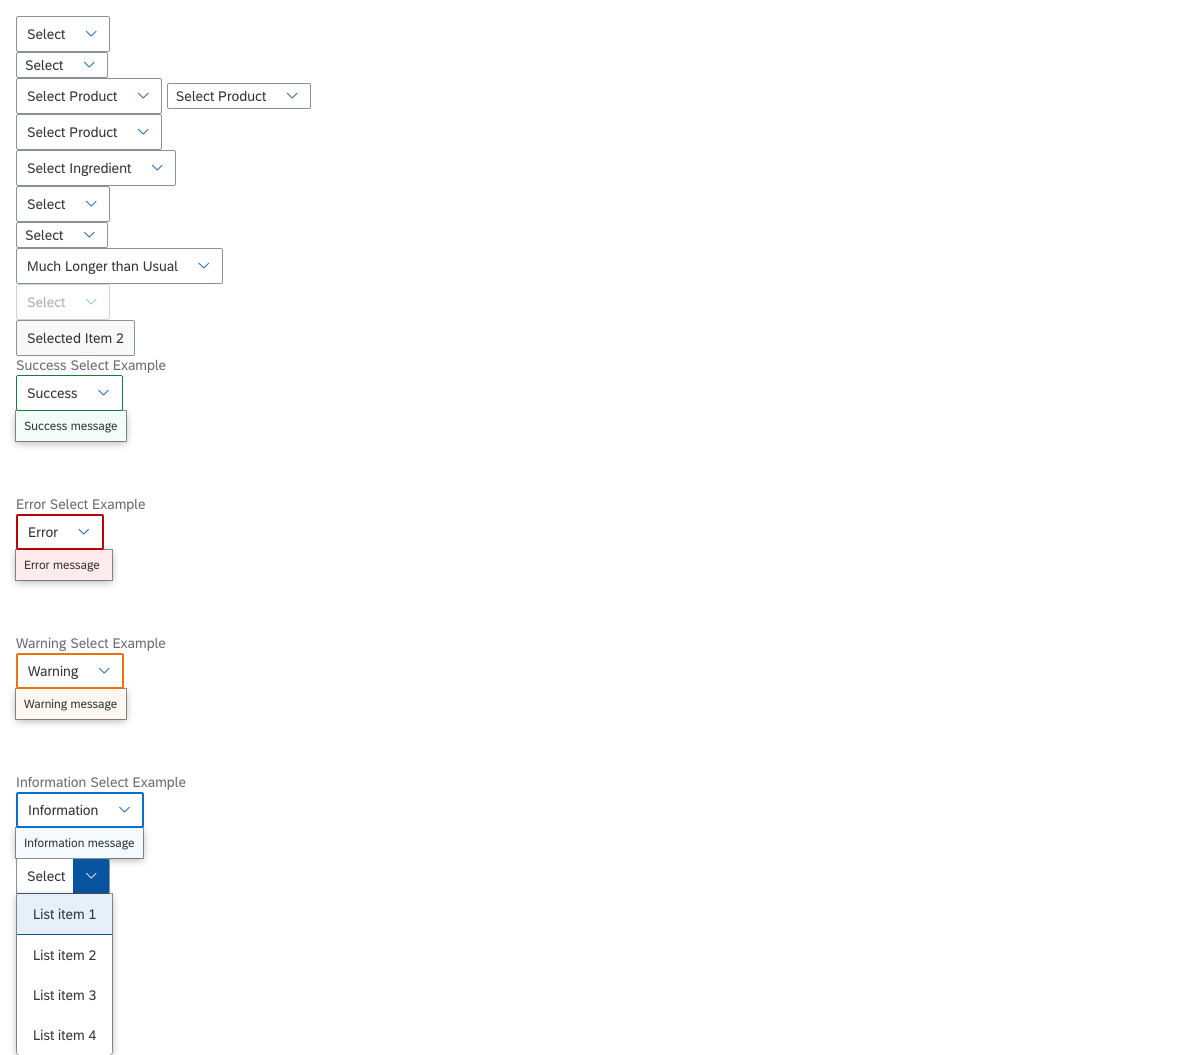 Select
Select
Select Product Select Product
Select Product
Select Ingredient
Select
Select
Much Longer than Usual
Select
Selected Item 2
Success Select Example
Success
Success message
Error Select Example
Error
Error message
Warning Select Example
Warning
Warning message
Information Select Example
Information
Information message
Select
List item 1
List item 2
List item 3
List item 4